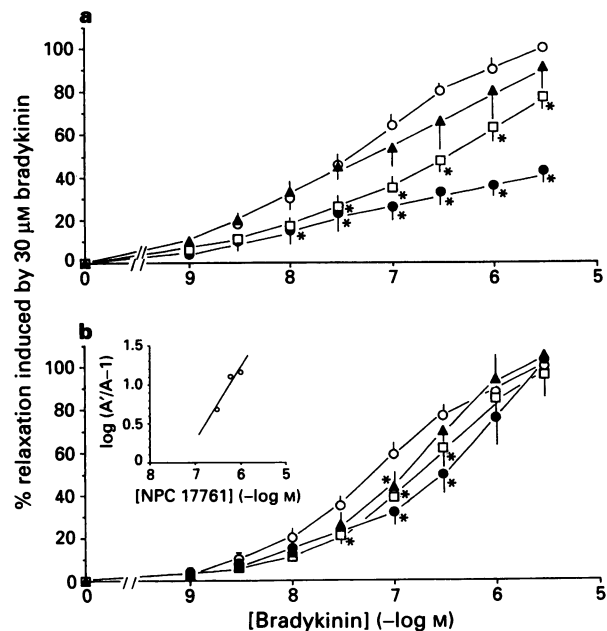 a
% relaxation induced by 30 μM bradykinin
100
80
60
40
20
0
0 9 8 7 6 5
b
100
80
60
40
20
0
log (A'/A–1)
1.5
1.0
0.5
0.0
8 7 6 5
[NPC 17761] (–log M)
0 9 8 7 6 5
[Bradykinin] (–log M)